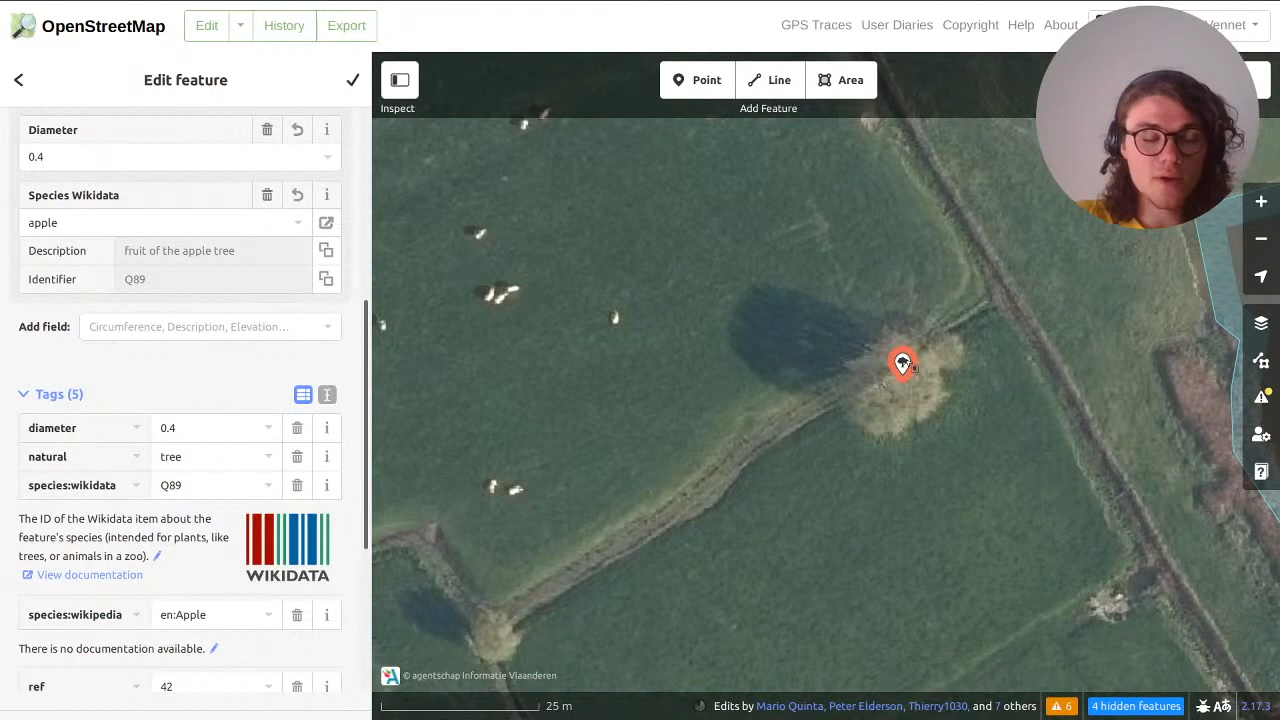 OpenStreetMap
Edit
History
Export
GPS Traces
User Diaries
Copyright
Help
About
Vennet
Edit feature
Point
Line
Area
Inspect
Add Feature
Diameter
0.4
Species Wikidata
apple
Description
fruit of the apple tree
Identifier
Q89
Add field:
Circumference, Description, Elevation...
Tags (5)
diameter
0.4
natural
tree
species:wikidata
Q89
The ID of the Wikidata item about the
feature's species (intended for plants, like
trees, or animals in a zoo).
View documentation
WIKIDATA
species:wikipedia
en:Apple
There is no documentation available.
ref
42
© agentschap Informatie Vlaanderen
25 m
Edits by Mario Quinta, Peter Elderson, Thierry1030, and 7 others
6
4 hidden features
2.17.3